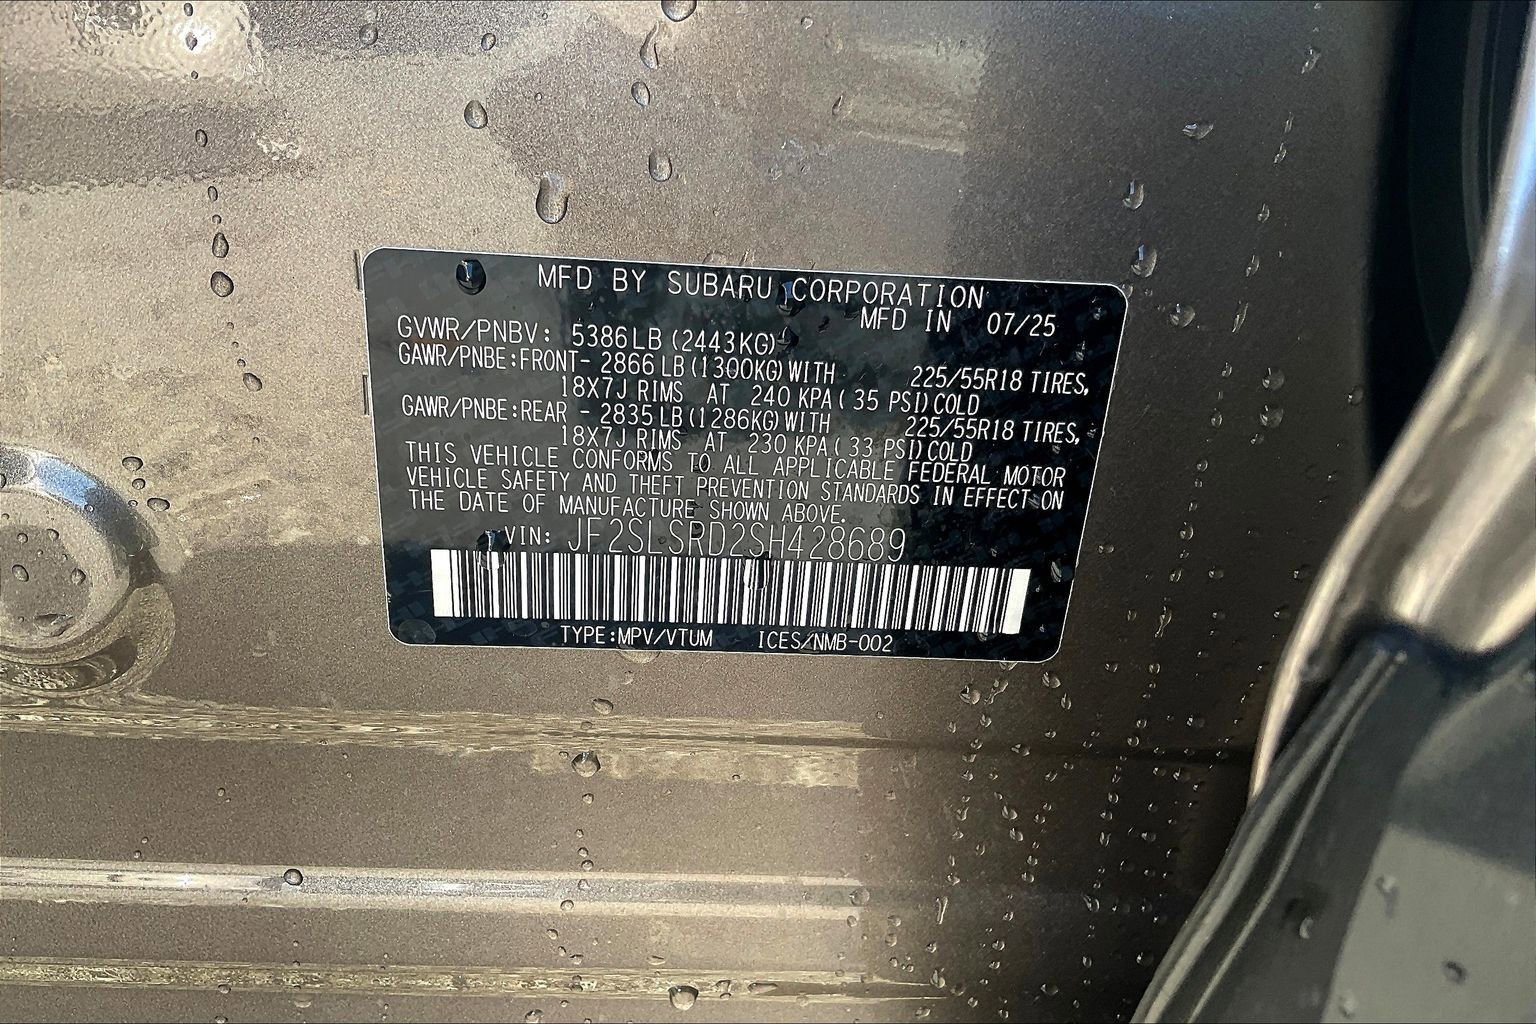 MFD BY SUBARU CORPORATION
MFD IN 07/25
GVWR/PNBV: 5386LB (2443KG)
GAWR/PNBE:FRONT- 2866 LB(1300KG)WITH 225/55R18 TIRES,
18X7J RIMS AT 240 KPA( 35 PSI)COLD
GAWR/PNBE:REAR - 2835LB(1286KG)WITH 225/55R18 TIRES,
18X7J RIMS AT 230 KPA(33 PSI)COLD
THIS VEHICLE CONFORMS TO ALL APPLICABLE FEDERAL MOTOR
VEHICLE SAFETY AND THEFT PREVENTION STANDARDS IN EFFECT ON
THE DATE OF MANUFACTURE SHOWN ABOVE.
VIN: JF2SLSRD2SH428689
TYPE:MPV/VTUM ICES/NMB-002